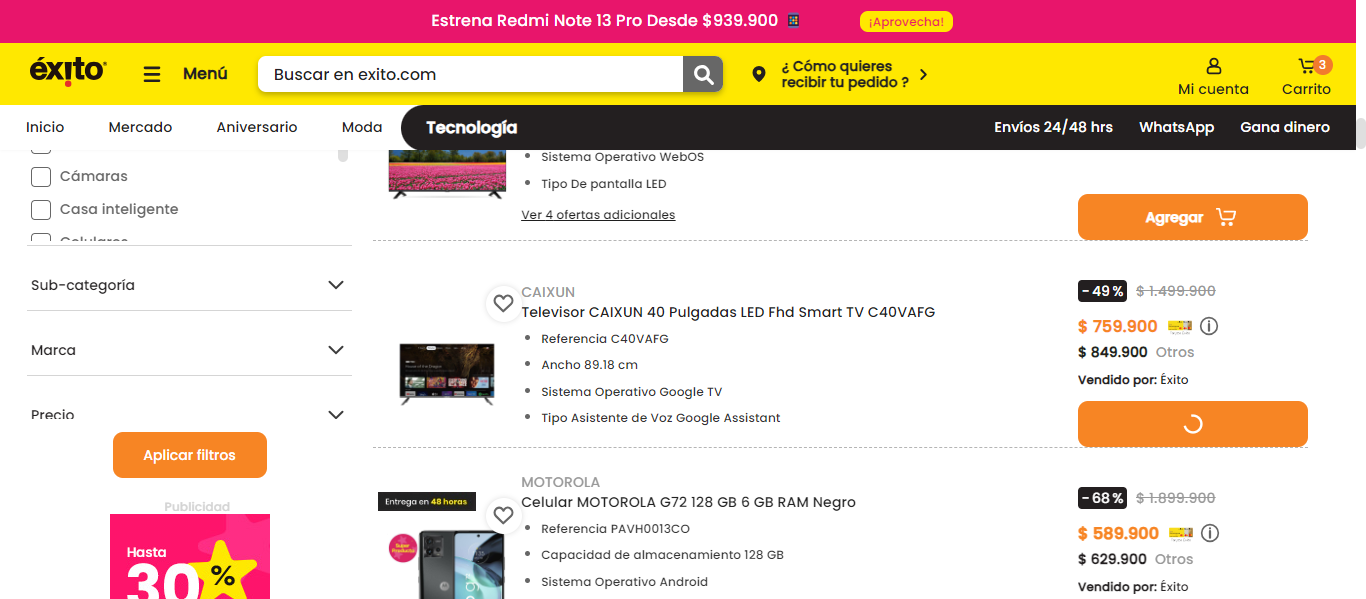 Estrena Redmi Note 13 Pro Desde $939.900
¡Aprovecha!
éxito
Menú
Buscar en exito.com
¿ Cómo quieres
recibir tu pedido ?
Mi cuenta
3
Carrito
Inicio
Mercado
Aniversario
Moda
Tecnología
Envíos 24/48 hrs
WhatsApp
Gana dinero
Cámaras
Casa inteligente
Celulares
Sub-categoría
Marca
Precio
Aplicar filtros
Publicidad
Hasta
30 %
Sistema Operativo WebOS
Tipo De pantalla LED
Ver 4 ofertas adicionales
Agregar
CAIXUN
Televisor CAIXUN 40 Pulgadas LED Fhd Smart TV C40VAFG
Referencia C40VAFG
Ancho 89.18 cm
Sistema Operativo Google TV
Tipo Asistente de Voz Google Assistant
- 49 % $ 1.499.900
$ 759.900
$ 849.900 Otros
Vendido por: Éxito
Entrega en 48 horas
MOTOROLA
Celular MOTOROLA G72 128 GB 6 GB RAM Negro
Referencia PAVH0013CO
Capacidad de almacenamiento 128 GB
Sistema Operativo Android
- 68 % $ 1.899.900
$ 589.900
$ 629.900 Otros
Vendido por: Éxito